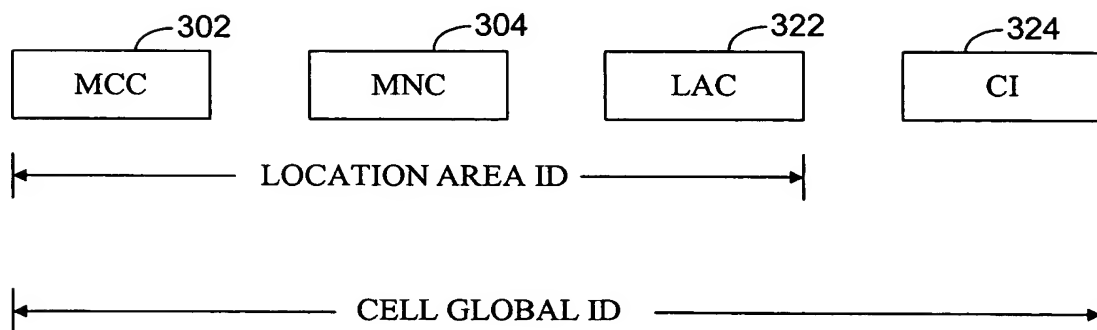 302 304 322 324
MCC MNC LAC CI
LOCATION AREA ID
CELL GLOBAL ID